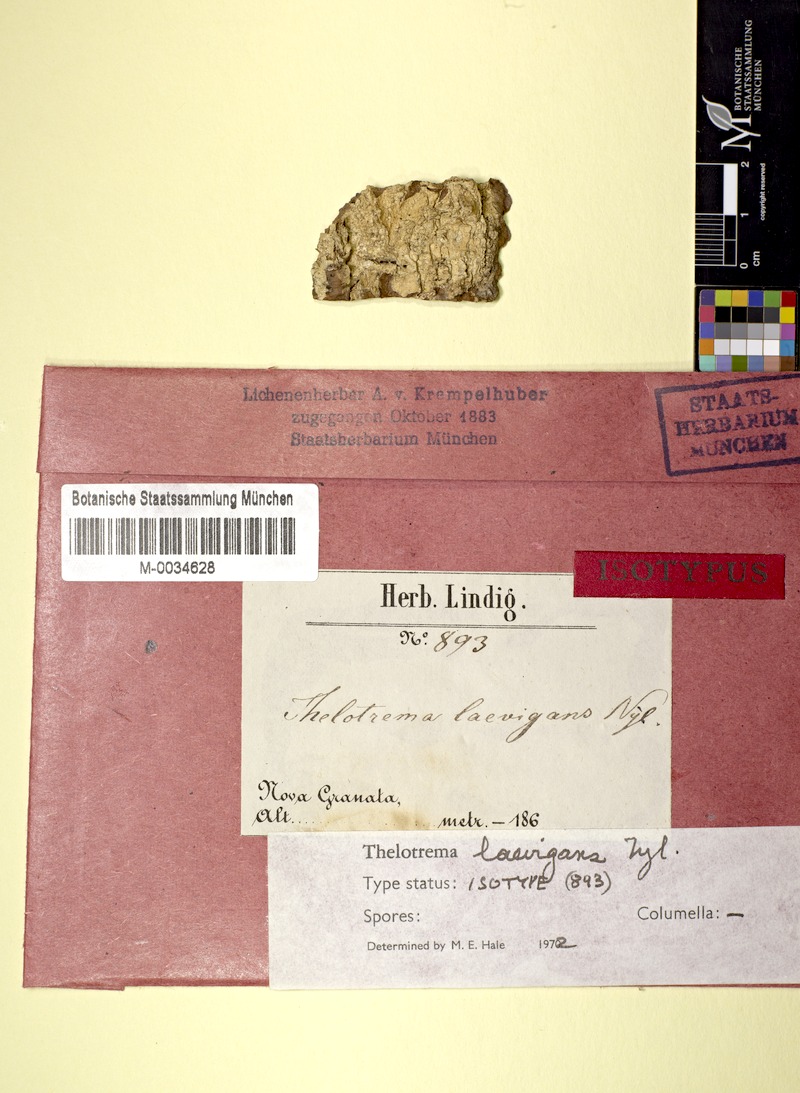 BOTANISCHE
STAATSSAMMLUNG
MÜNCHEN
copyright reserved
0 1 2
cm
Lichenenherbar A. v. Krempelhuber
zugegangen Oktober 1883
Staatsherbarium München
STAATS-
HERBARIUM
MÜNCHEN
Botanische Staatssammlung München
M-0034628
ISOTYPUS
Herb. Lindig.
No. 893
Thelotrema laevigans Nyl.
Nova Granata,
Alt. .... metr. — 186
Thelotrema laevigans Nyl.
Type status: ISOTYPE (893)
Spores:
Columella: —
Determined by M. E. Hale 1972